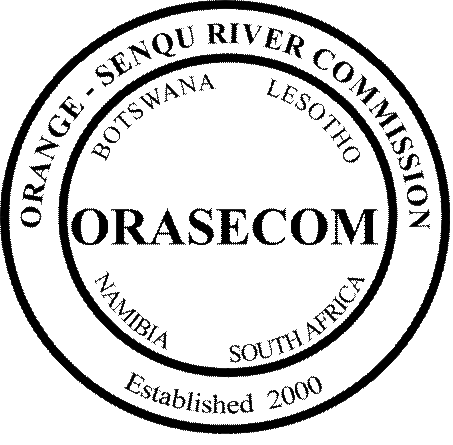 ORANGE - SENQU RIVER COMMISSION
BOTSWANA
LESOTHO
ORASECOM
NAMIBIA
SOUTH AFRICA
Established 2000